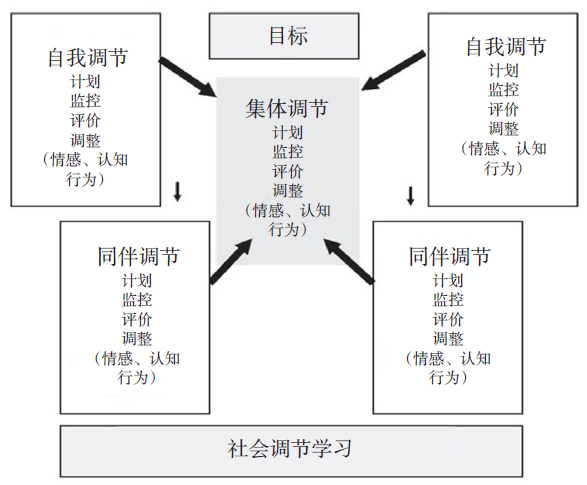 目标
自我调节
计划
监控
评价
调整
（情感、认知
行为）
集体调节
计划
监控
评价
调整
（情感、认知
行为）
自我调节
计划
监控
评价
调整
（情感、认知
行为）
同伴调节
计划
监控
评价
调整
（情感、认知
行为）
同伴调节
计划
监控
评价
调整
（情感、认知
行为）
社会调节学习